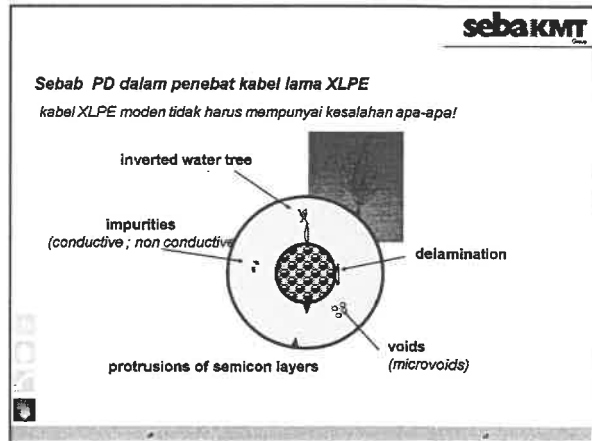 sebaKMT
Group
Sebab PD dalam penebat kabel lama XLPE
kabel XLPE moden tidak harus mempunyai kesalahan apa-apa!
inverted water tree
impurities
(conductive ; non conductive
delamination
voids
(microvoids)
protrusions of semicon layers